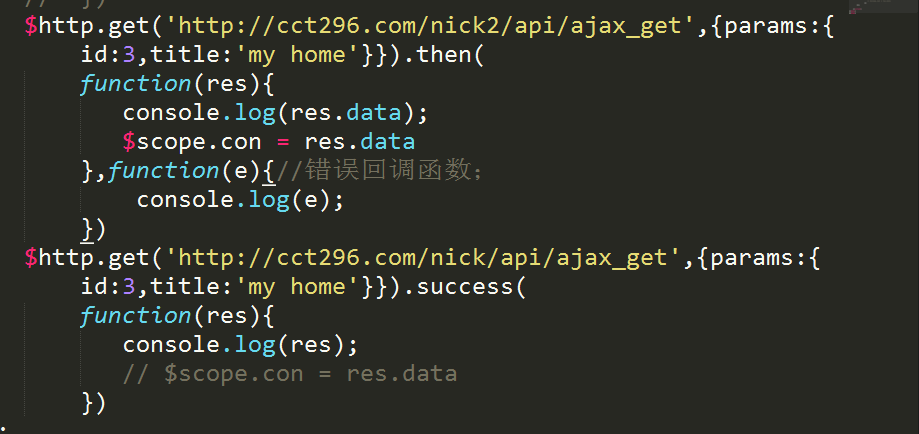 // })
$http.get('http://cct296.com/nick2/api/ajax_get',{params:{
id:3,title:'my home'}}).then(
function(res){
console.log(res.data);
$scope.con = res.data
},function(e){//错误回调函数;
console.log(e);
})
$http.get('http://cct296.com/nick/api/ajax_get',{params:{
id:3,title:'my home'}}).success(
function(res){
console.log(res);
// $scope.con = res.data
})